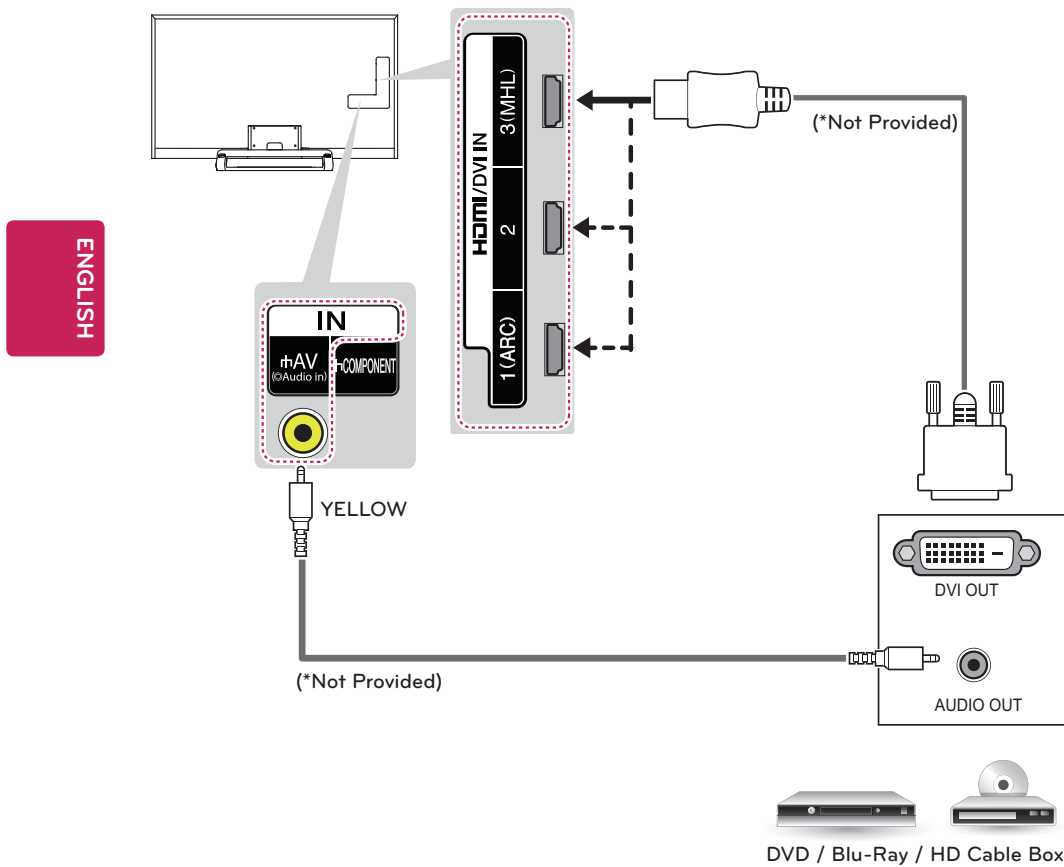 ENGLISH
HDMI/DVI IN
3(MHL)
2
1(ARC)
(*Not Provided)
IN
AV
(◎Audio in)
COMPONENT
YELLOW
(*Not Provided)
DVI OUT
AUDIO OUT
DVD / Blu-Ray / HD Cable Box